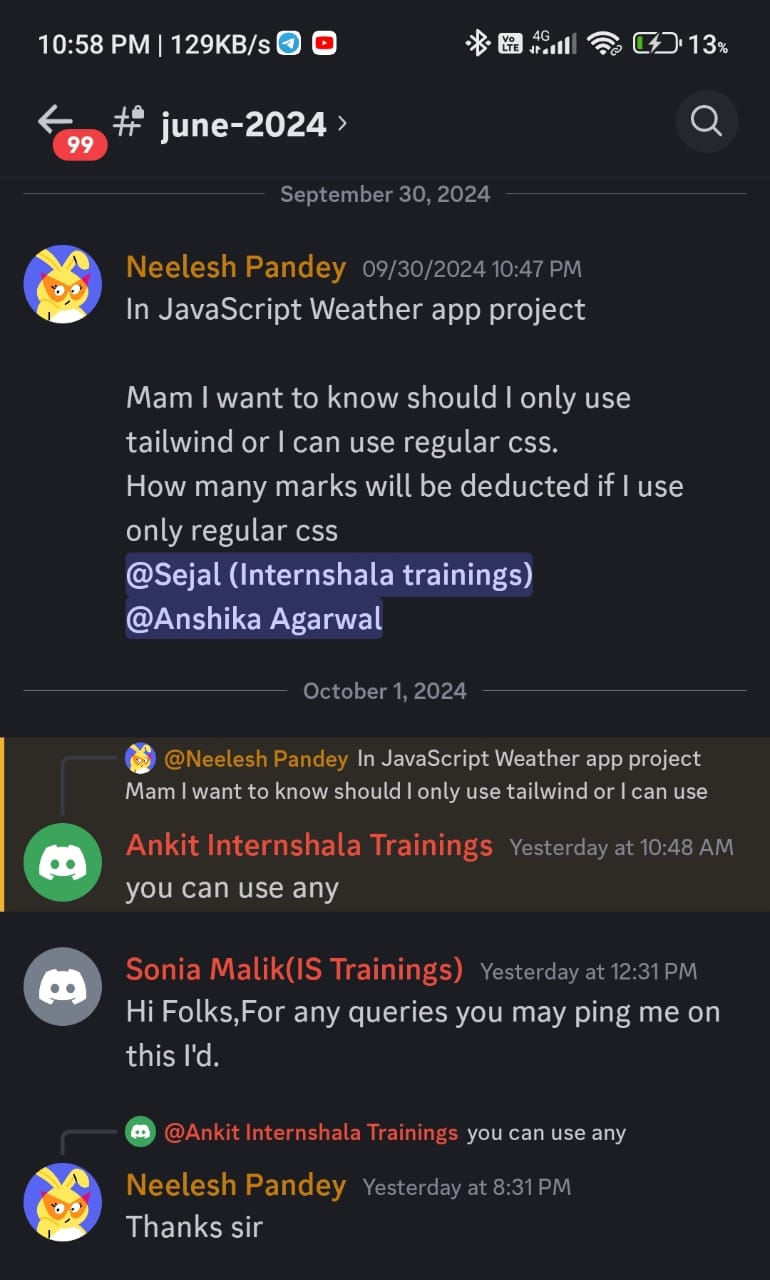 10:58 PM | 129KB/s Vo LTE 4G 13%
99 # june-2024 ›
September 30, 2024
Neelesh Pandey 09/30/2024 10:47 PM
In JavaScript Weather app project
Mam I want to know should I only use
tailwind or I can use regular css.
How many marks will be deducted if I use
only regular css
@Sejal (Internshala trainings)
@Anshika Agarwal
October 1, 2024
@Neelesh Pandey In JavaScript Weather app project
Mam I want to know should I only use tailwind or I can use
Ankit Internshala Trainings Yesterday at 10:48 AM
you can use any
Sonia Malik(IS Trainings) Yesterday at 12:31 PM
Hi Folks,For any queries you may ping me on
this I'd.
@Ankit Internshala Trainings you can use any
Neelesh Pandey Yesterday at 8:31 PM
Thanks sir